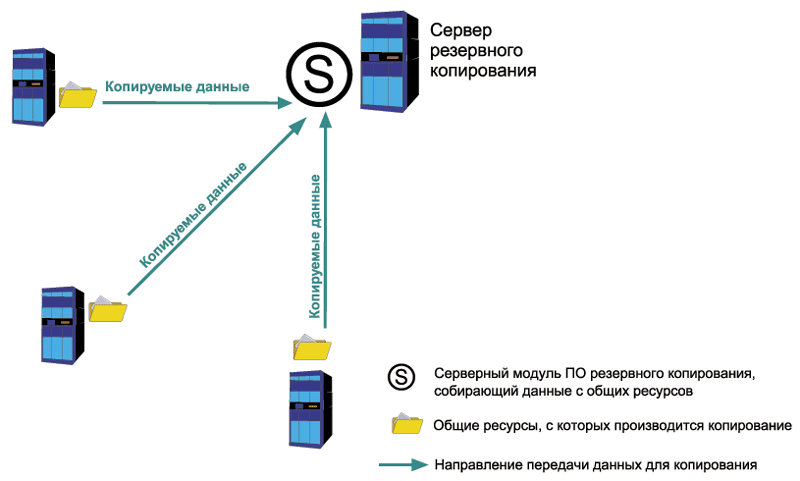 Сервер
резервного
копирования
S
Копируемые данные
Копируемые данные
Копируемые данные
S
Серверный модуль ПО резервного копирования,
собирающий данные с общих ресурсов
Общие ресурсы, с которых производится копирование
Направление передачи данных для копирования